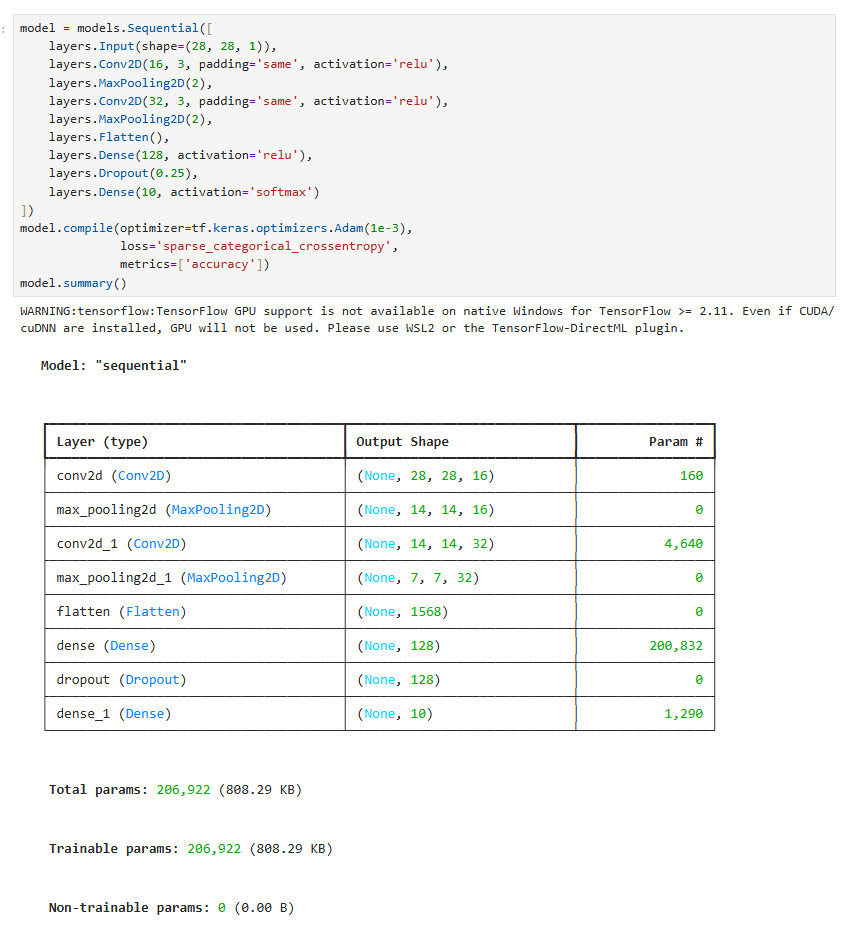 :
model = models.Sequential([
    layers.Input(shape=(28, 28, 1)),
    layers.Conv2D(16, 3, padding='same', activation='relu'),
    layers.MaxPooling2D(2),
    layers.Conv2D(32, 3, padding='same', activation='relu'),
    layers.MaxPooling2D(2),
    layers.Flatten(),
    layers.Dense(128, activation='relu'),
    layers.Dropout(0.25),
    layers.Dense(10, activation='softmax')
])
model.compile(optimizer=tf.keras.optimizers.Adam(1e-3),
              loss='sparse_categorical_crossentropy',
              metrics=['accuracy'])
model.summary()
WARNING:tensorflow:TensorFlow GPU support is not available on native Windows for TensorFlow >= 2.11. Even if CUDA/
cuDNN are installed, GPU will not be used. Please use WSL2 or the TensorFlow-DirectML plugin.
Model: "sequential"
Layer (type) Output Shape Param #
conv2d (Conv2D) (None, 28, 28, 16) 160
max_pooling2d (MaxPooling2D) (None, 14, 14, 16) 0
conv2d_1 (Conv2D) (None, 14, 14, 32) 4,640
max_pooling2d_1 (MaxPooling2D) (None, 7, 7, 32) 0
flatten (Flatten) (None, 1568) 0
dense (Dense) (None, 128) 200,832
dropout (Dropout) (None, 128) 0
dense_1 (Dense) (None, 10) 1,290
Total params: 206,922 (808.29 KB)
Trainable params: 206,922 (808.29 KB)
Non-trainable params: 0 (0.00 B)